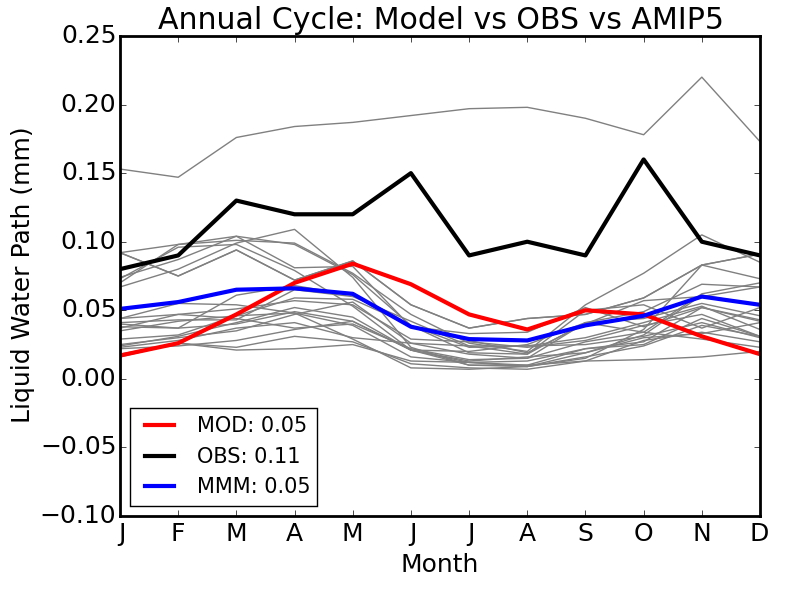 Annual Cycle: Model vs OBS vs AMIP5
0.25
0.20
0.15
0.10
0.05
0.00
−0.05
−0.10
Liquid Water Path (mm)
MOD: 0.05
OBS: 0.11
MMM: 0.05
J F M A M J J A S O N D
Month